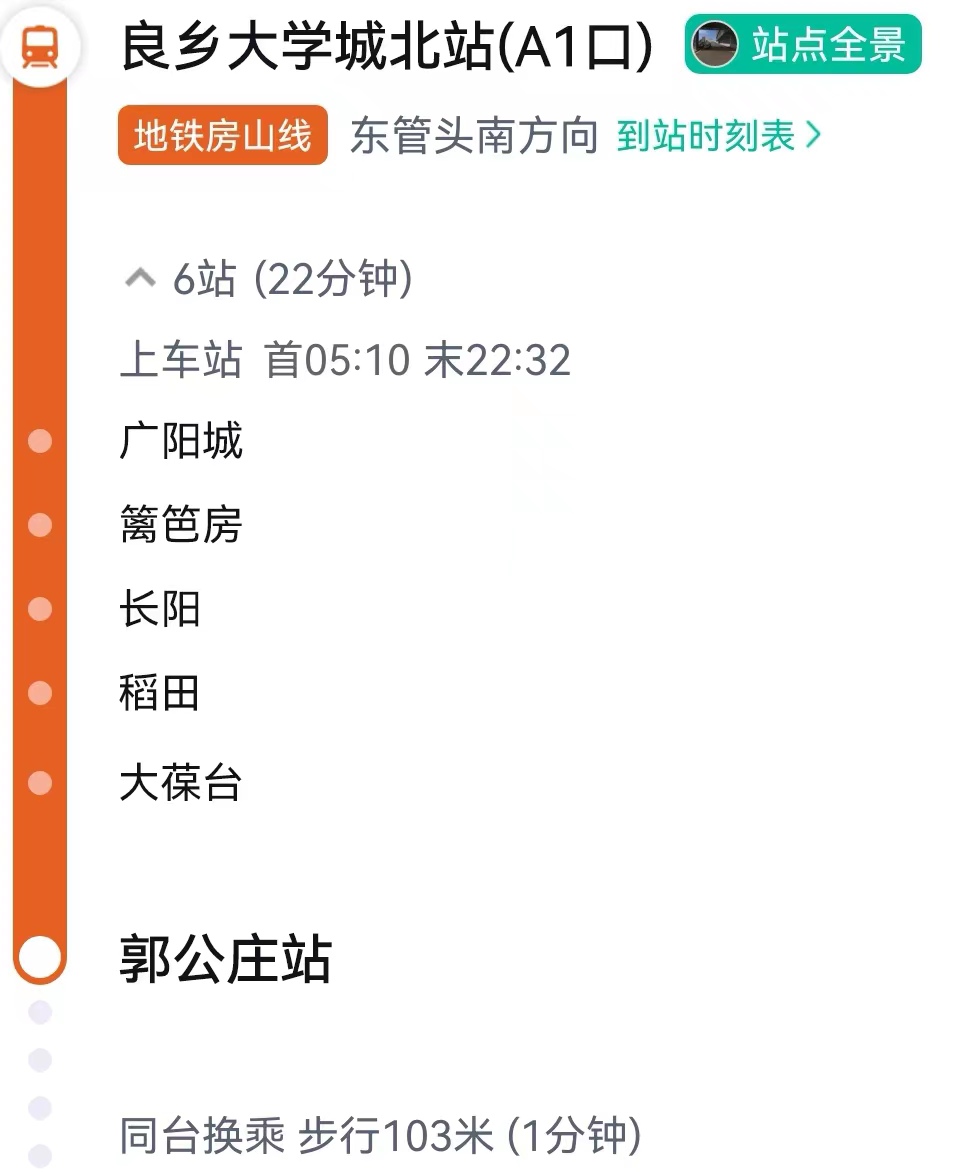 良乡大学城北站(A1口) 站点全景
地铁房山线 东管头南方向 到站时刻表
6站 (22分钟)
上车站 首05:10 末22:32
广阳城
篱笆房
长阳
稻田
大葆台
郭公庄站
同台换乘 步行103米 (1分钟)